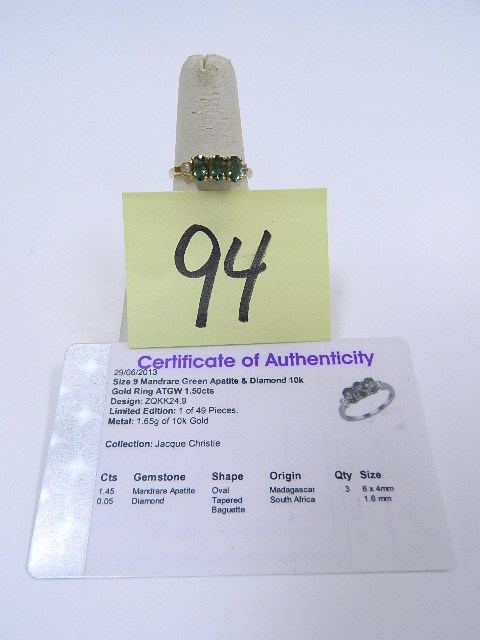 94
Certificate of Authenticity
29/06/2013
Size 9 Mandrare Green Apatite & Diamond 10k
Gold Ring ATGW 1.50cts
Design: ZQKK24.9
Limited Edition: 1 of 49 Pieces.
Metal: 1.65g of 10k Gold
Collection: Jacque Christie
Cts Gemstone Shape Origin Qty Size
1.45 Mandrare Apatite Oval Madagascar 3 6 x 4mm
0.05 Diamond Tapered South Africa 1.6 mm
Baguette